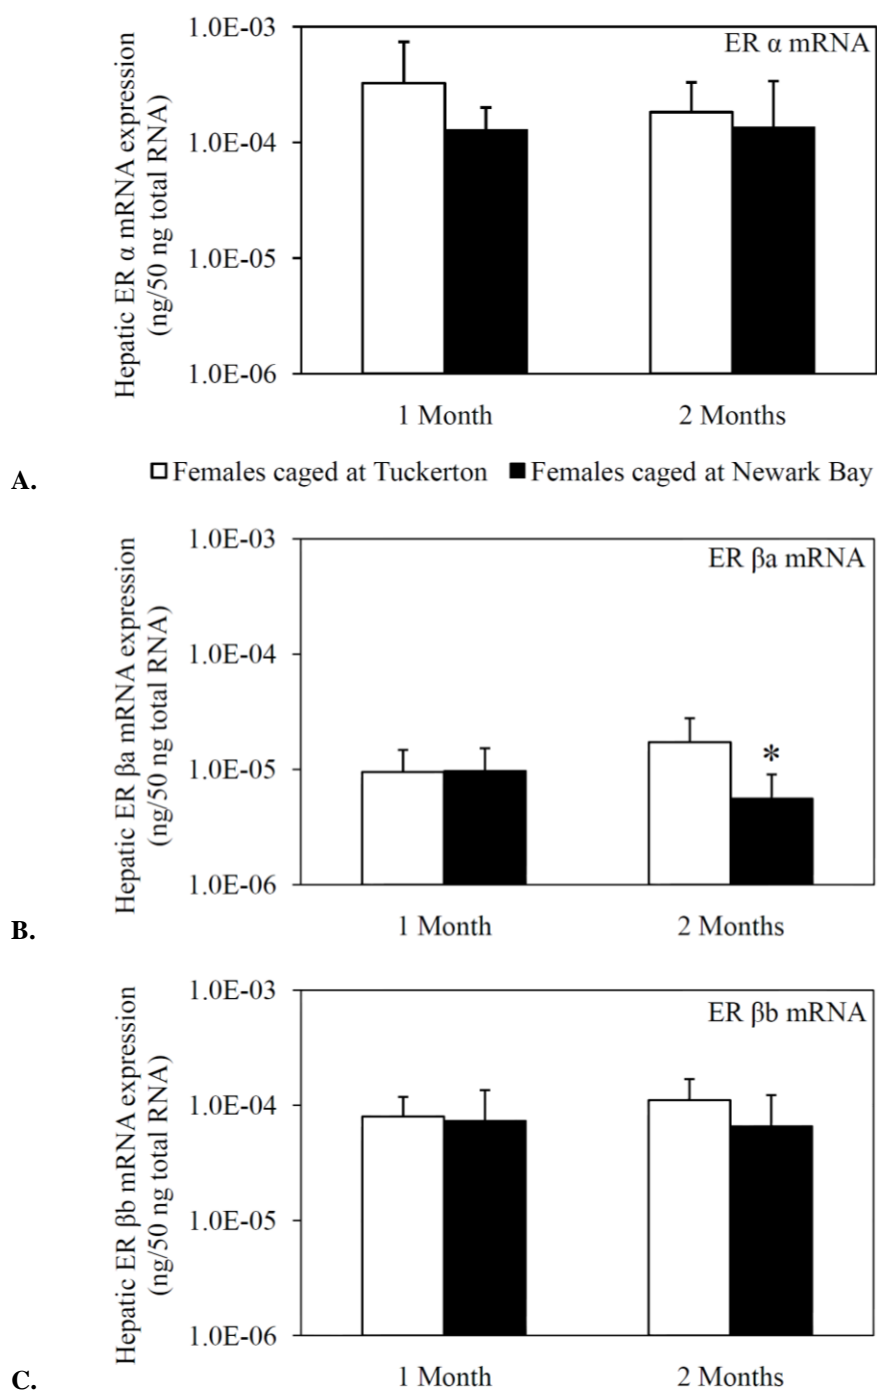 Hepatic ER α mRNA expression
(ng/50 ng total RNA)
1.0E-03
1.0E-04
1.0E-05
1.0E-06
ER α mRNA
1 Month
2 Months
A.
Females caged at Tuckerton
Females caged at Newark Bay
Hepatic ER βa mRNA expression
(ng/50 ng total RNA)
1.0E-03
1.0E-04
1.0E-05
1.0E-06
ER βa mRNA
*
1 Month
2 Months
B.
Hepatic ER βb mRNA expression
(ng/50 ng total RNA)
1.0E-03
1.0E-04
1.0E-05
1.0E-06
ER βb mRNA
1 Month
2 Months
C.